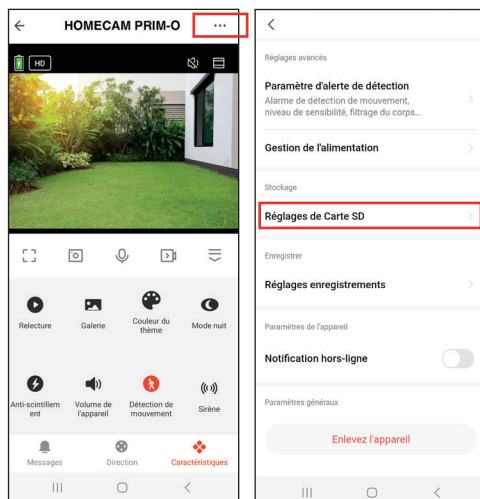 HOMECAM PRIM-O
HD
Relecture
Galerie
Couleur du
thème
Mode nuit
Anti-scintillem
ent
Volume de
l'appareil
Détection de
mouvement
Sirène
Messages
Direction
Caractéristiques
Réglages avancés
Paramètre d'alerte de détection
Alarme de détection de mouvement,
niveau de sensibilité, filtrage du corps...
Gestion de l'alimentation
Stockage
Réglages de Carte SD
Enregistrer
Réglages enregistrements
Paramètres de l'appareil
Notification hors-ligne
Paramètres généraux
Enlevez l'appareil